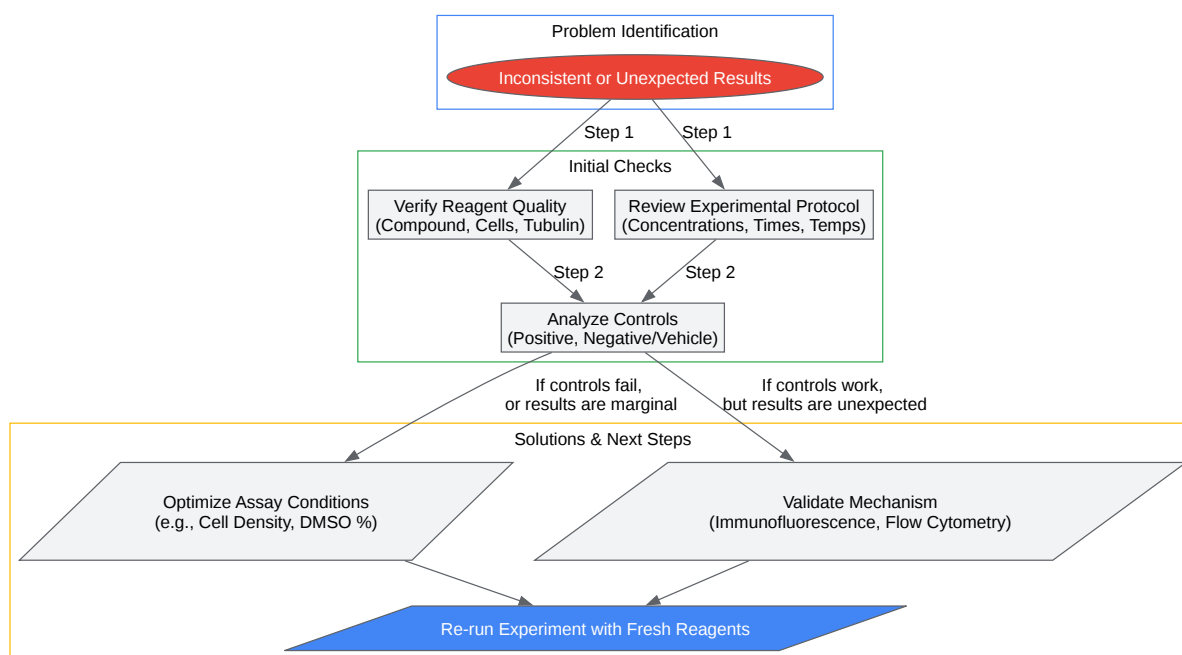 Problem Identification
Inconsistent or Unexpected Results
Step 1
Step 1
Initial Checks
Verify Reagent Quality
(Compound, Cells, Tubulin)
Review Experimental Protocol
(Concentrations, Times, Temps)
Step 2
Step 2
Analyze Controls
(Positive, Negative/Vehicle)
If controls fail,
or results are marginal
If controls work,
but results are unexpected
Solutions & Next Steps
Optimize Assay Conditions
(e.g., Cell Density, DMSO %)
Validate Mechanism
(Immunofluorescence, Flow Cytometry)
Re-run Experiment with Fresh Reagents